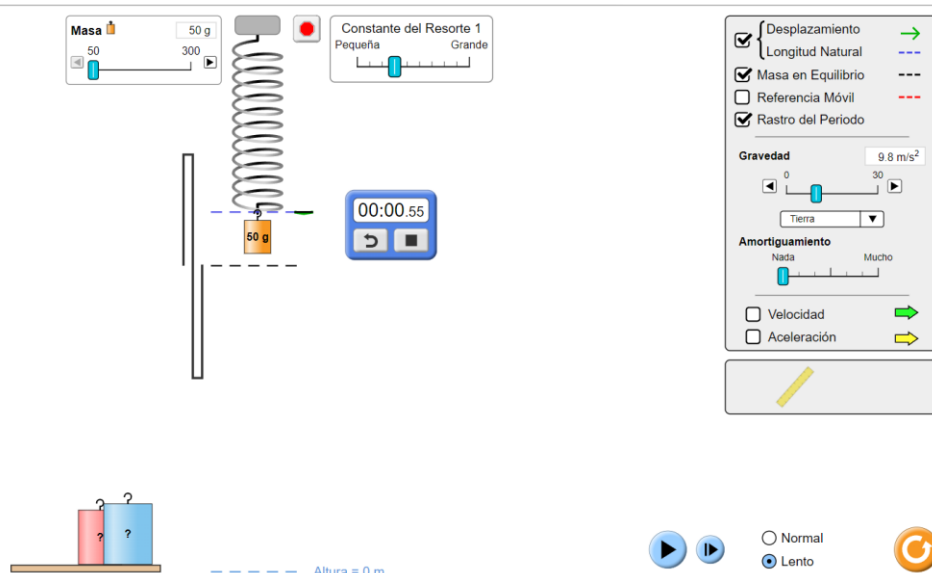 Masa 50 g
50 300
Constante del Resorte 1
Pequeña Grande
50 g
00:00.55
Desplazamiento
Longitud Natural
Masa en Equilibrio
Referencia Móvil
Rastro del Periodo
Gravedad 9.8 m/s²
0 30
Tierra
Amortiguamiento
Nada Mucho
Velocidad
Aceleración
? ?
Normal
Lento
Altura = 0 m